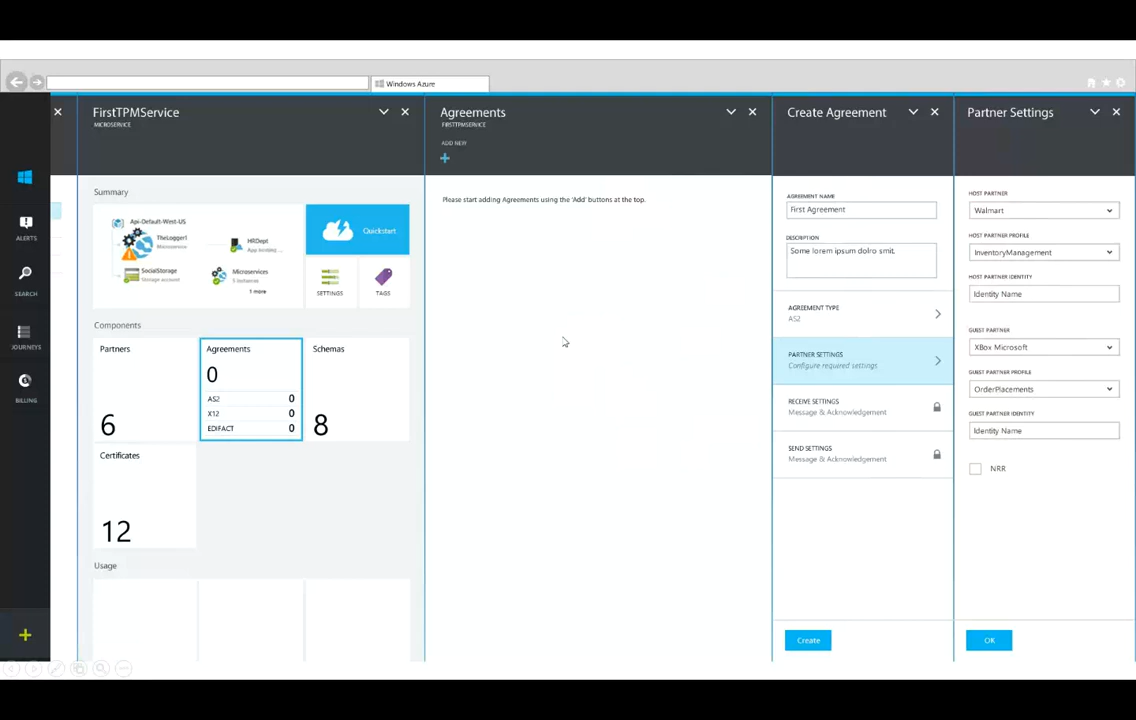 Windows Azure
ALERTS
SEARCH
JOURNEYS
BILLING
FirstTPMService
MICROSERVICE
Summary
Api-Default-West-US
TheLogger1
Microservice
HRDept
App Isolation ...
SocialStorage
Storage account
Microservices
5 instances
1 more
Quickstart
SETTINGS
TAGS
Components
Partners
6
Agreements
0
AS2 0
X12 0
EDIFACT 0
Schemas
8
Certificates
12
Usage
Agreements
FIRSTTPMSERVICE
ADD NEW
Please start adding Agreements using the 'Add' buttons at the top.
Create Agreement
AGREEMENT NAME
First Agreement
DESCRIPTION
Some lorem ipsum dolro smit.
AGREEMENT TYPE
AS2
PARTNER SETTINGS
Configure required settings
RECEIVE SETTINGS
Message & Acknowledgement
SEND SETTINGS
Message & Acknowledgement
Create
Partner Settings
HOST PARTNER
Walmart
HOST PARTNER PROFILE
InventoryManagement
HOST PARTNER IDENTITY
Identity Name
GUEST PARTNER
XBox Microsoft
GUEST PARTNER PROFILE
OrderPlacements
GUEST PARTNER IDENTITY
Identity Name
NRR
OK